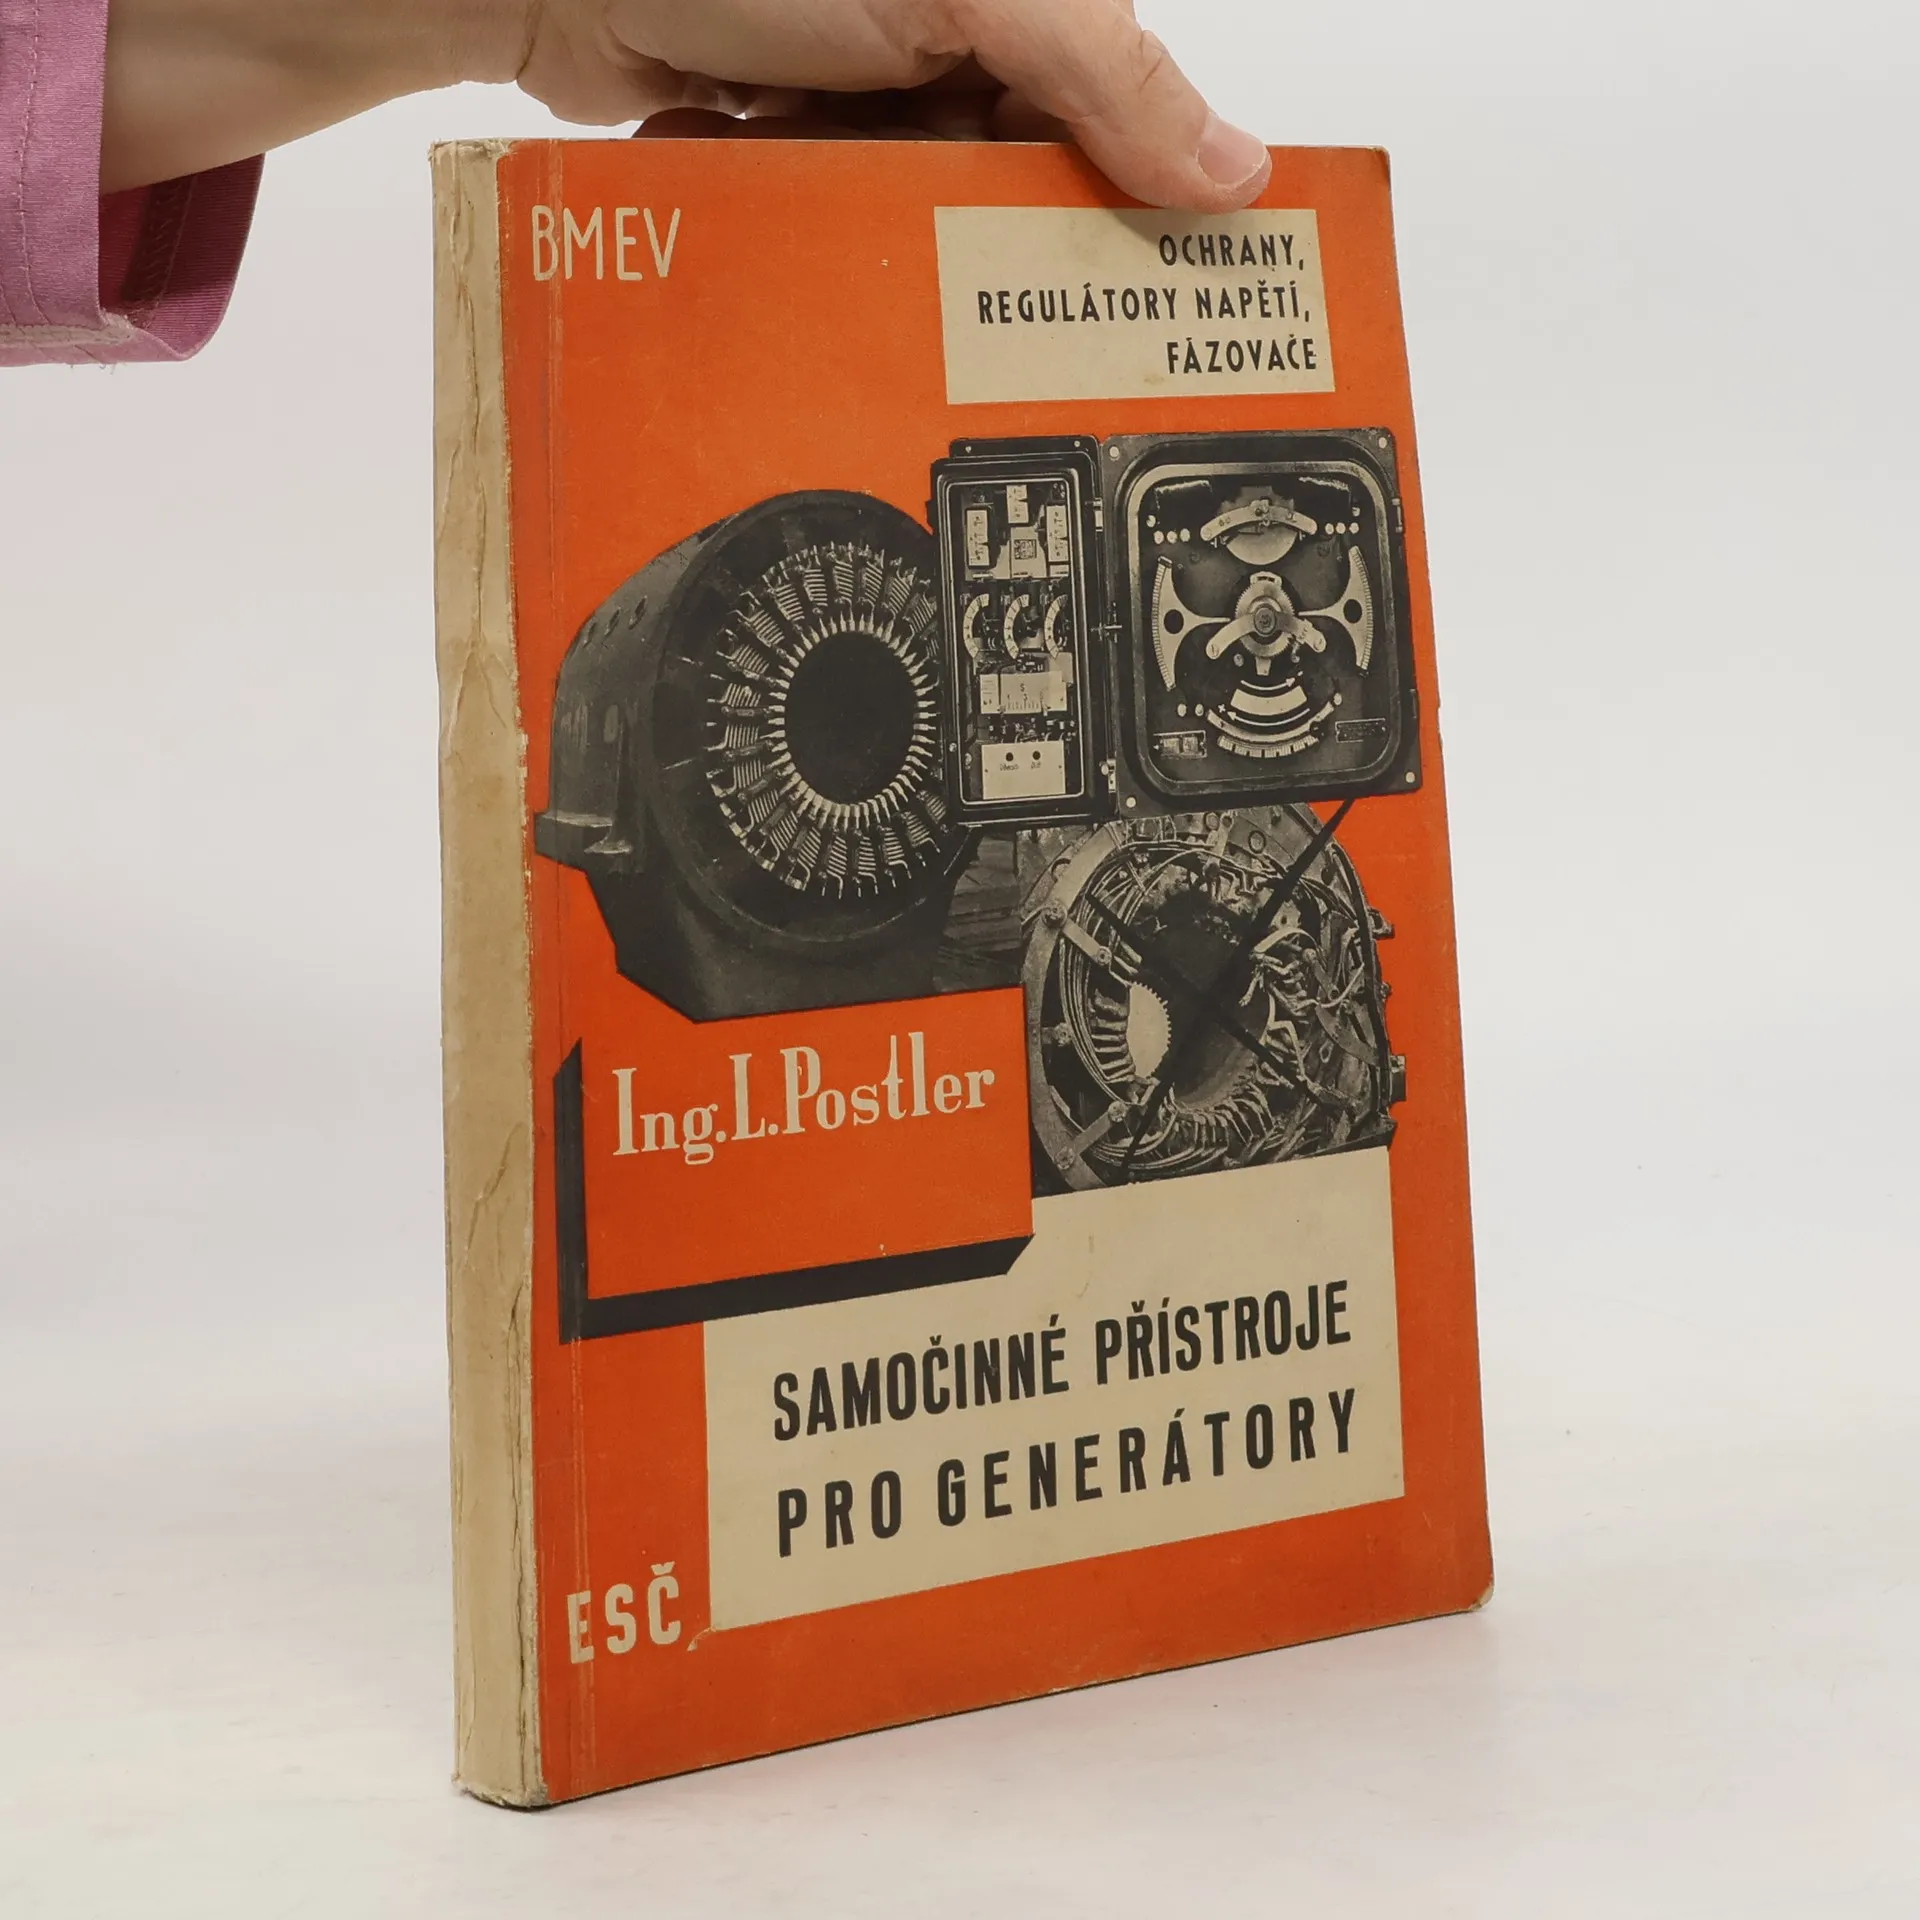 BMEV
OCHRANY,
REGULÁTORY NAPĚTÍ,
FÁZOVAČE
Ing. L. Postler
SAMOČINNÉ PŘÍSTROJE
PRO GENERÁTORY
ESČ